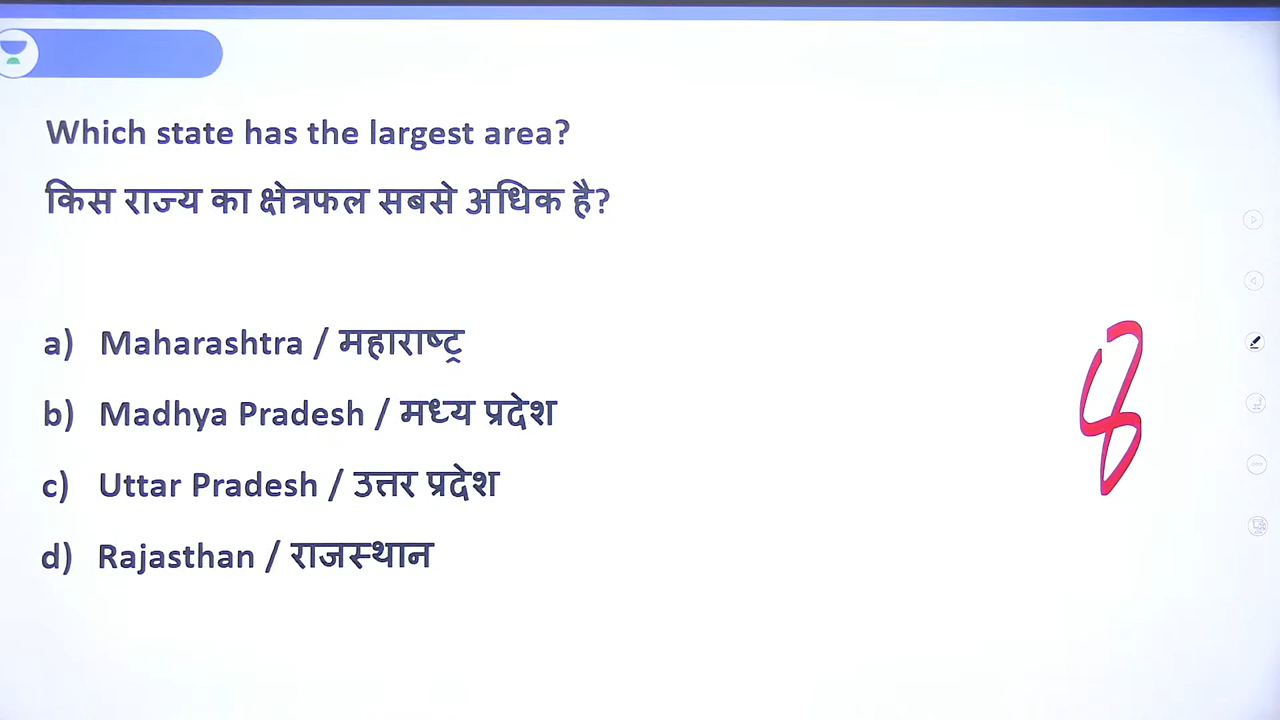 Which state has the largest area?
किस राज्य का क्षेत्रफल सबसे अधिक है?
a) Maharashtra / महाराष्ट्र
b) Madhya Pradesh / मध्य प्रदेश
c) Uttar Pradesh / उत्तर प्रदेश
d) Rajasthan / राजस्थान
8